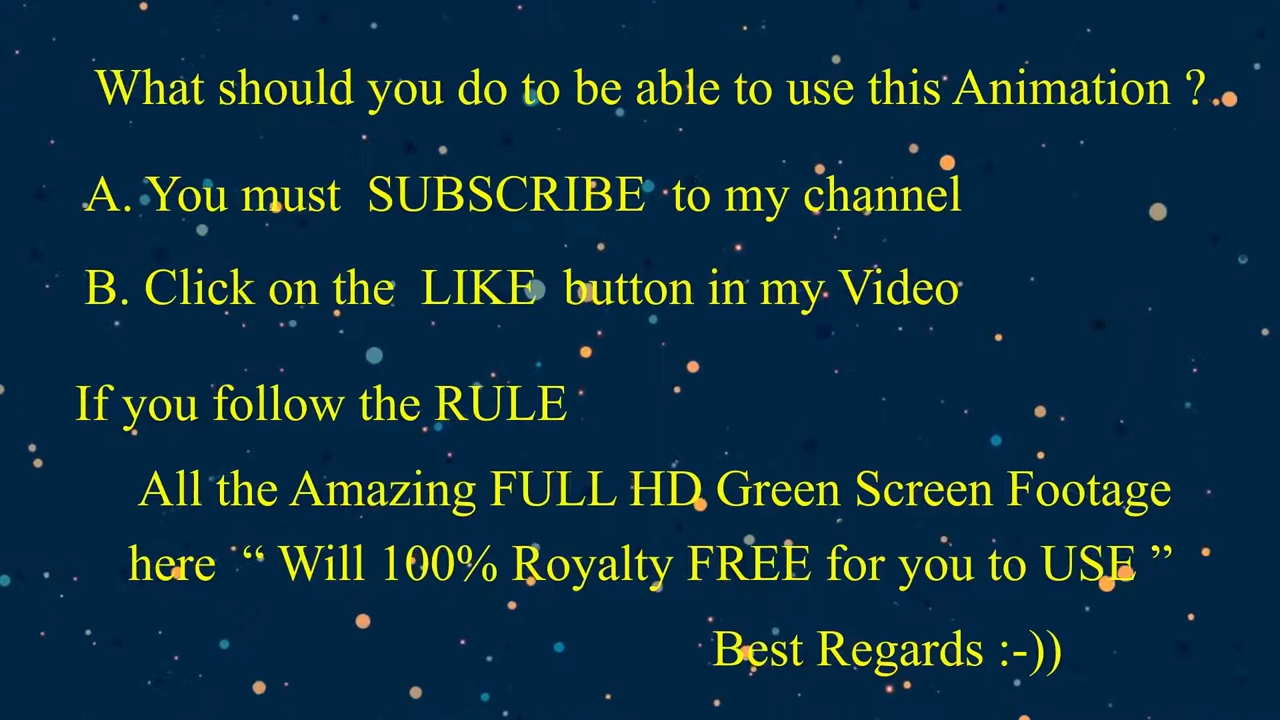 What should you do to be able to use this Animation ?
A. You must SUBSCRIBE to my channel
B. Click on the LIKE button in my Video
If you follow the RULE
All the Amazing FULL HD Green Screen Footage
here “ Will 100% Royalty FREE for you to USE ”
Best Regards :-))